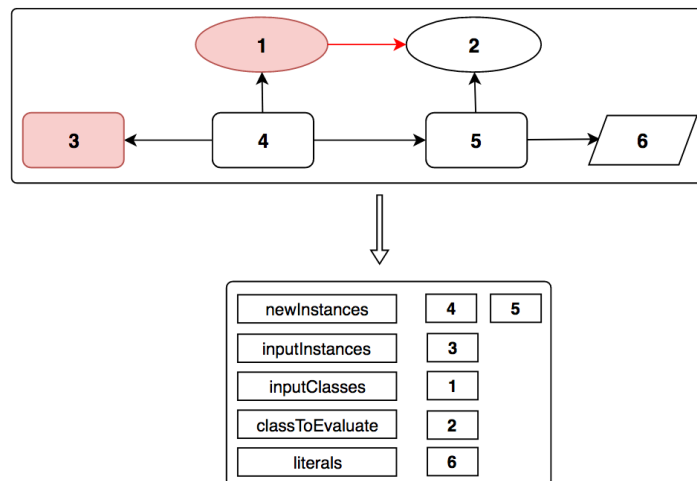 1 2
3 4 5 6
newInstances 4 5
inputInstances 3
inputClasses 1
classToEvaluate 2
literals 6